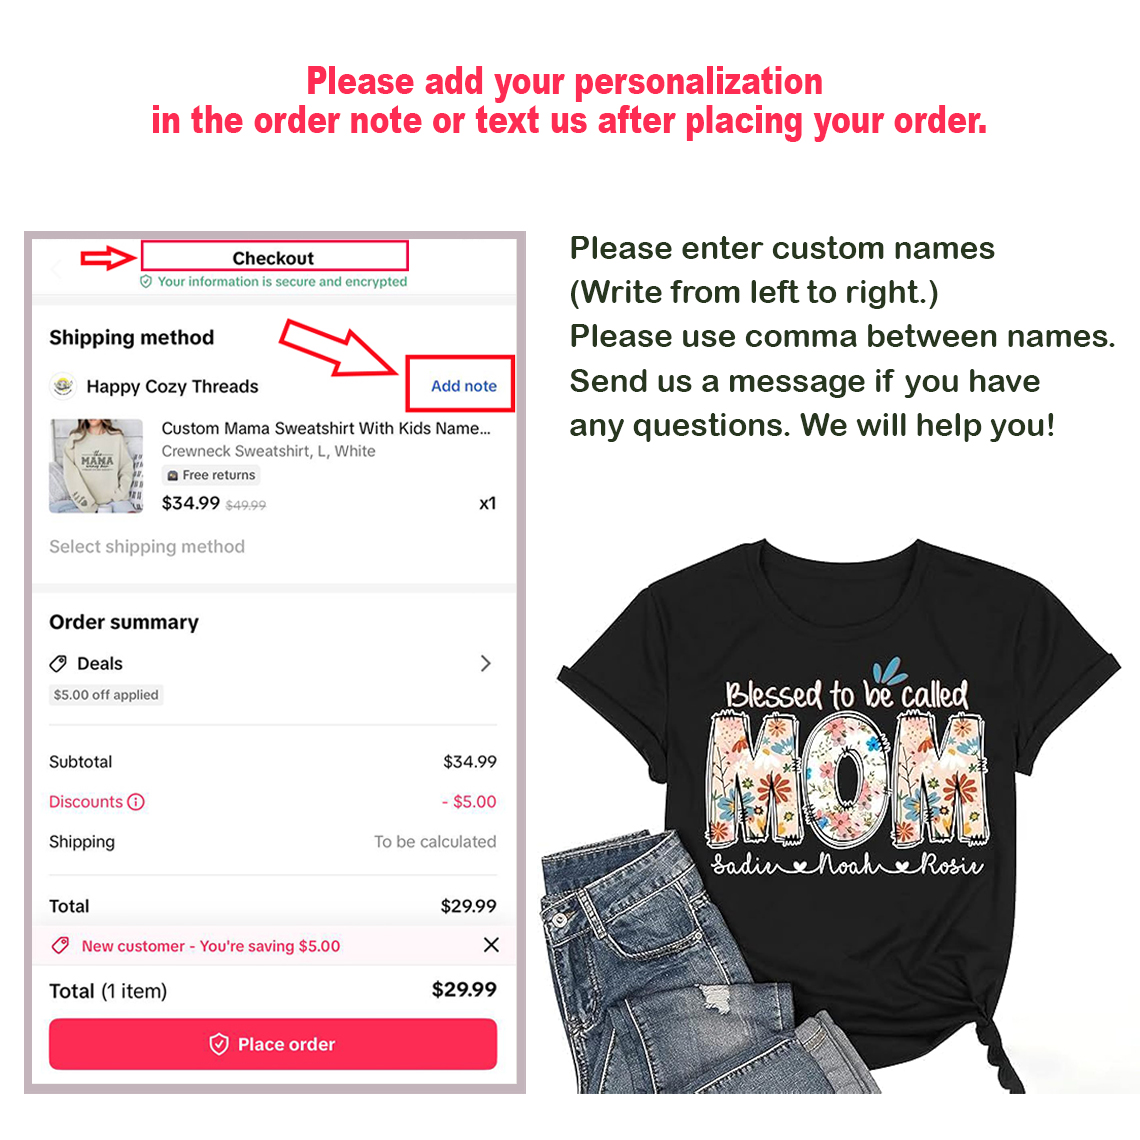 Please add your personalization
in the order note or text us after placing your order.
Checkout
Your information is secure and encrypted
Shipping method
Happy Cozy Threads
Add note
Custom Mama Sweatshirt With Kids Name...
Crewneck Sweatshirt, L, White
Free returns
$34.99 $49.99
x1
Select shipping method
Order summary
Deals
$5.00 off applied
Subtotal
$34.99
Discounts
- $5.00
Shipping
To be calculated
Total
$29.99
New customer - You're saving $5.00
Total (1 item)
$29.99
Place order
Please enter custom names
(Write from left to right.)
Please use comma between names.
Send us a message if you have
any questions. We will help you!
Blessed to be called
MOM
Sadie Noah Rosie
MAMA